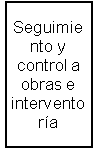 Seguimie
nto y
control a
obras e
intervento
ría